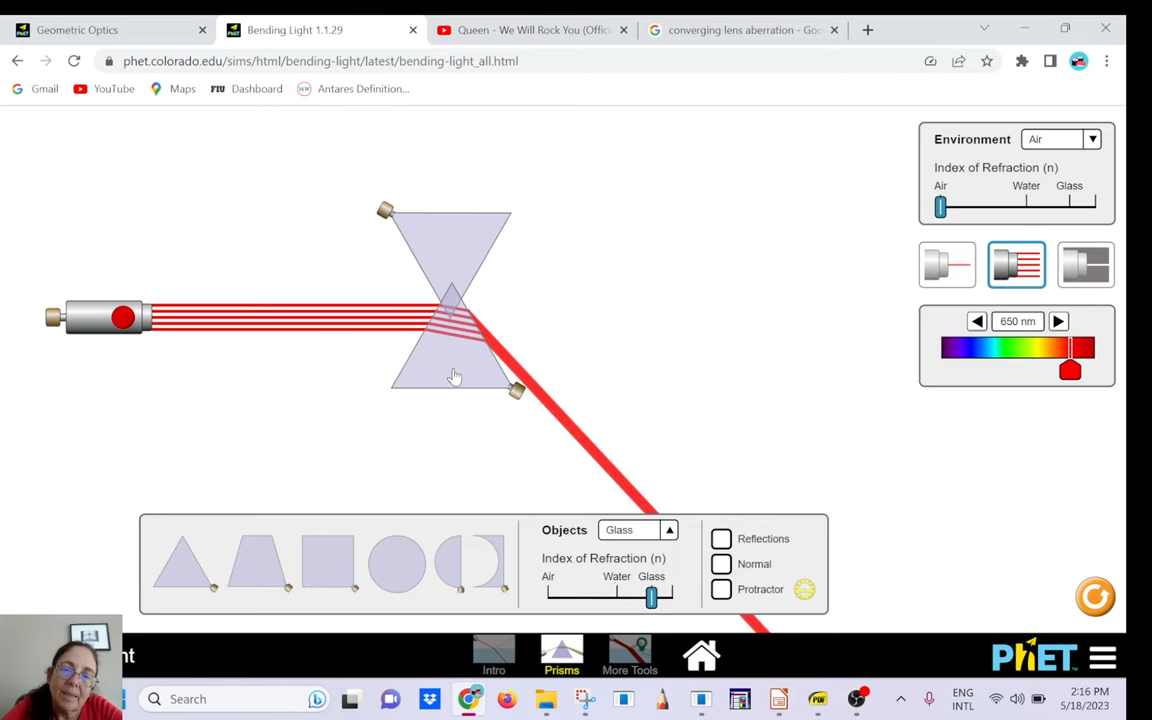 Geometric Optics
Bending Light 1.1.29
Queen - We Will Rock You (Offici
converging lens aberration - Goo
phet.colorado.edu/sims/html/bending-light/latest/bending-light_all.html
Gmail
YouTube
Maps
FIU Dashboard
MW Antares Definition...
Environment Air
Index of Refraction (n)
Air Water Glass
650 nm
Objects Glass
Index of Refraction (n)
Air Water Glass
Reflections
Normal
Protractor
nt
Intro
Prisms
More Tools
PhET
Search
ENG
INTL
2:16 PM
5/18/2023